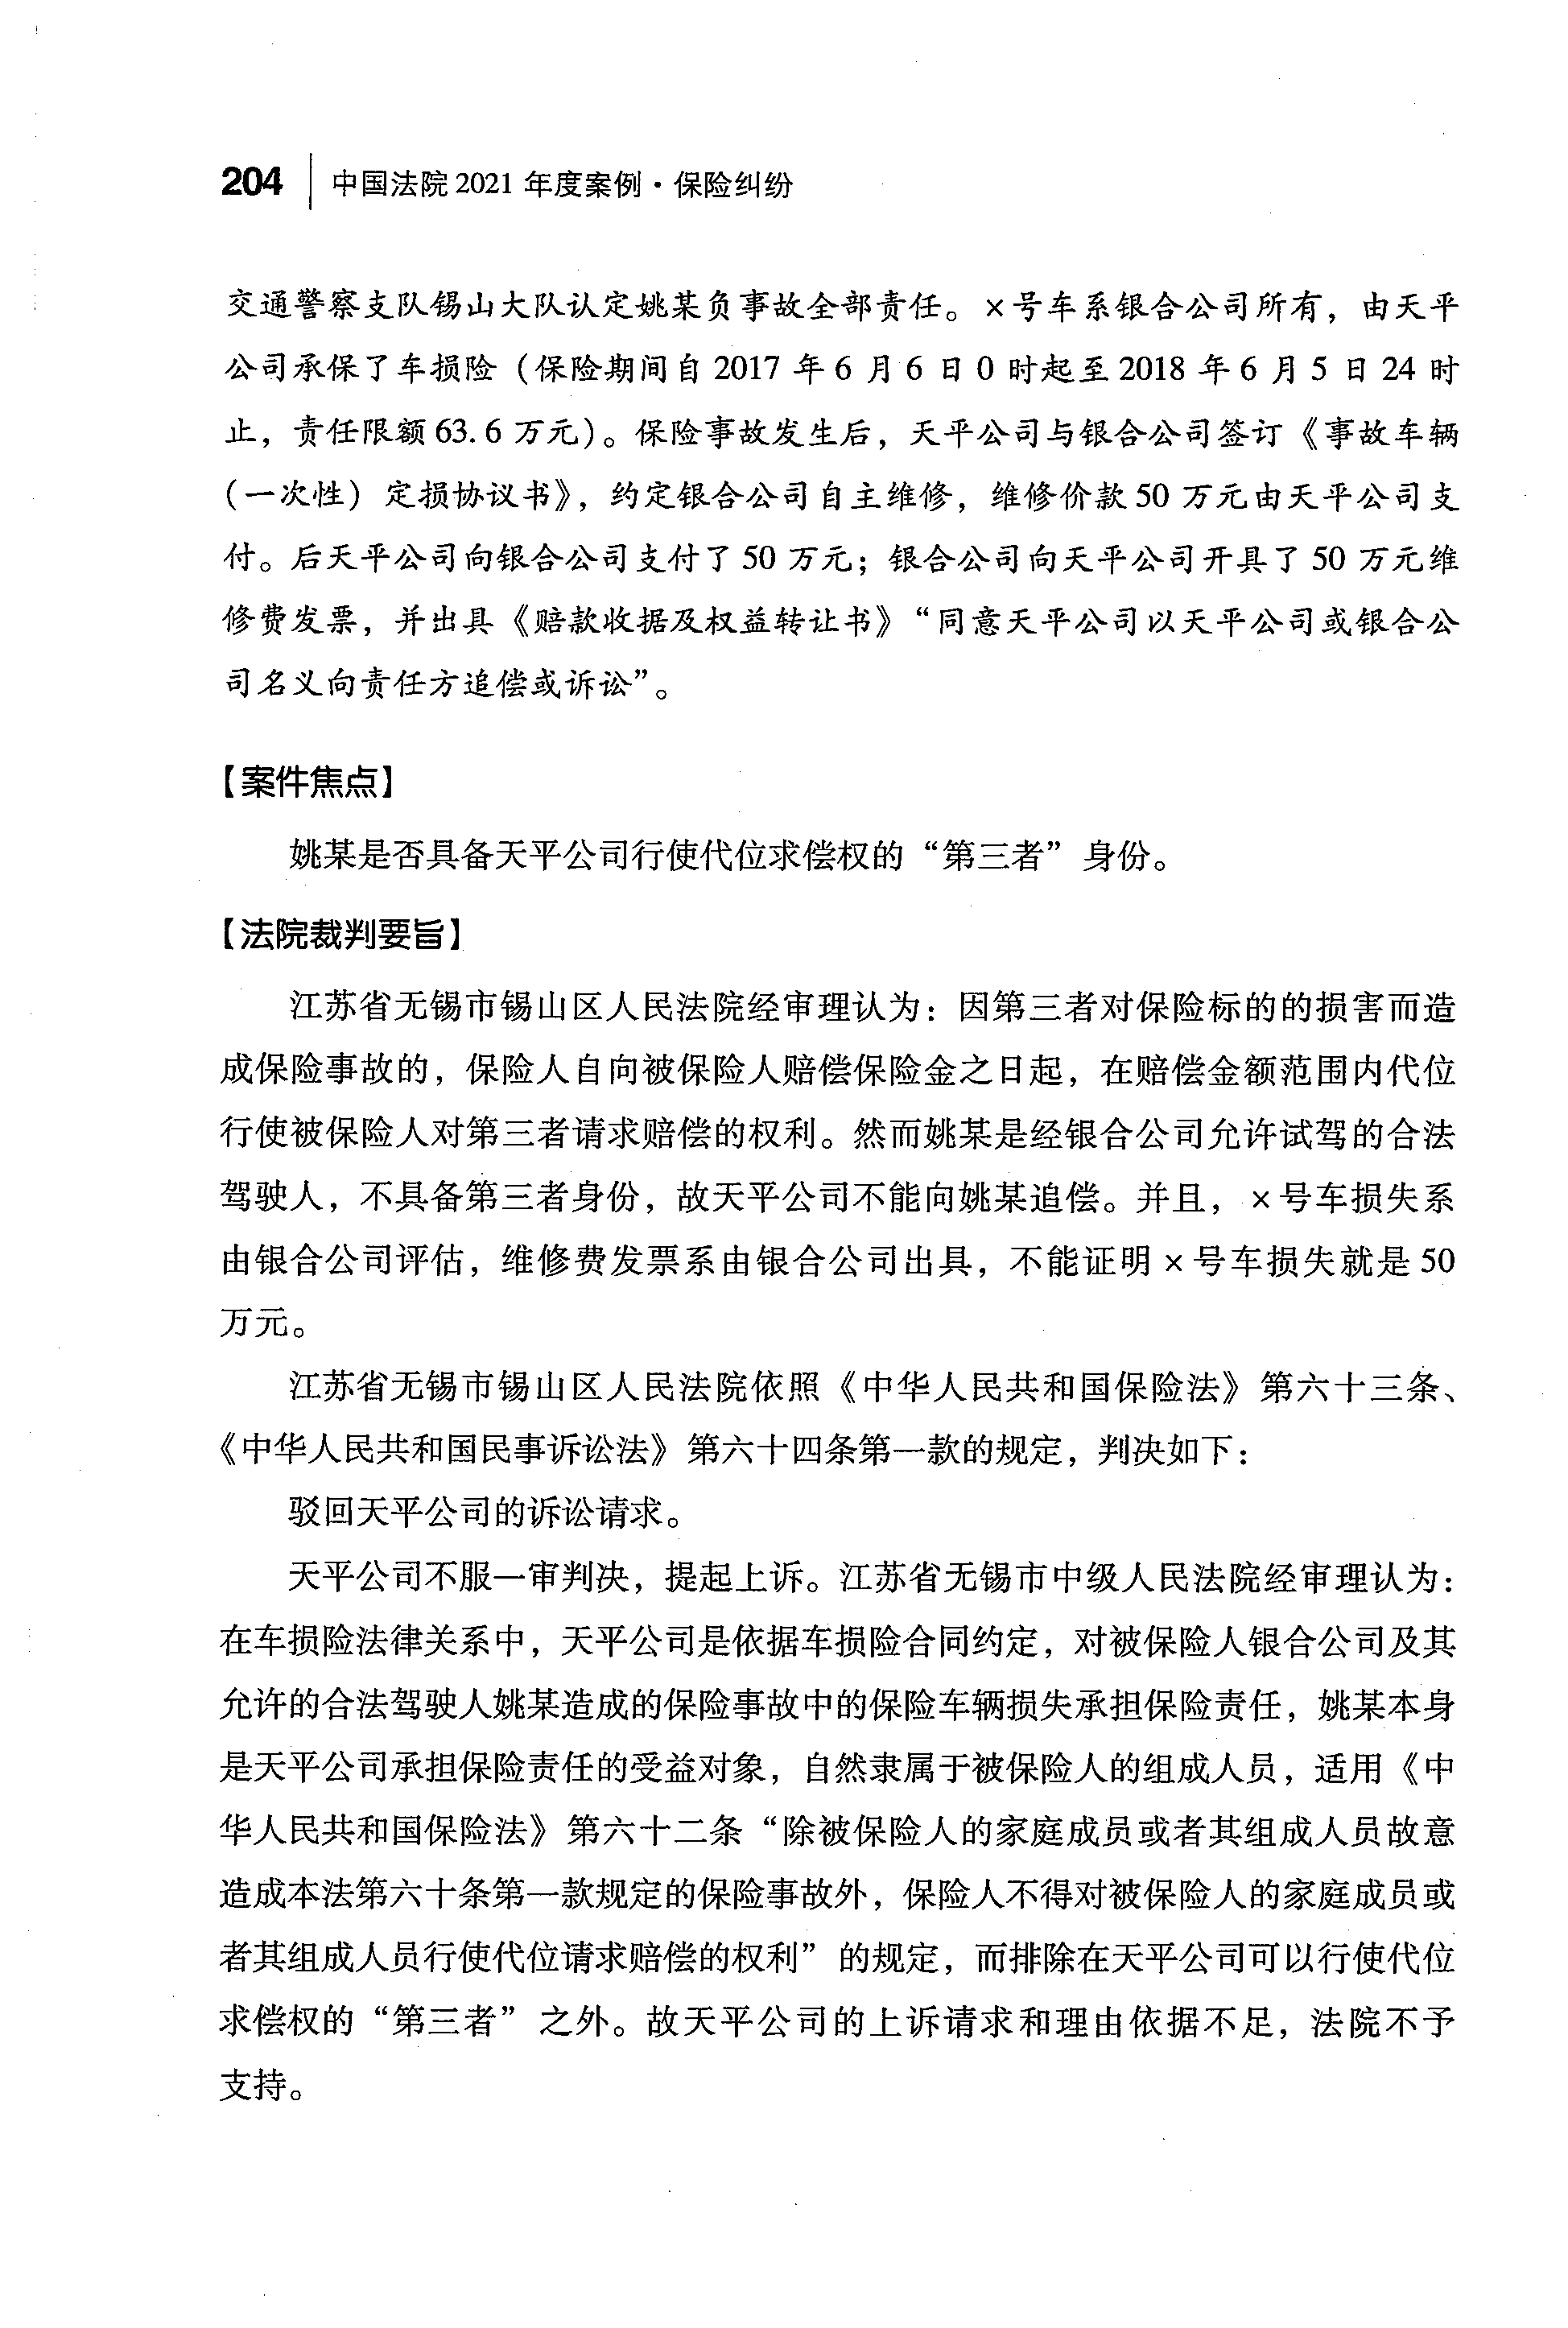 204 中国法院 2021 年度案例·保险纠纷
交通警察支队锡山大队认定姚某负事故全部责任。×号车系银合公司所有，由天平
公司承保了车损险（保险期间自 2017 年 6 月 6 日 0 时起至 2018 年 6 月 5 日 24 时
止，责任限额 63.6 万元）。保险事故发生后，天平公司与银合公司签订《事故车辆
（一次性）定损协议书》，约定银合公司自主维修，维修价款 50 万元由天平公司支
付。后天平公司向银合公司支付了 50 万元；银合公司向天平公司开具了 50 万元维
修费发票，并出具《赔款收据及权益转让书》“同意天平公司以天平公司或银合公
司名义向责任方追偿或诉讼”。
【案件焦点】
姚某是否具备天平公司行使代位求偿权的“第三者”身份。
【法院裁判要旨】
江苏省无锡市锡山区人民法院经审理认为：因第三者对保险标的的损害而造
成保险事故的，保险人自向被保险人赔偿保险金之日起，在赔偿金额范围内代位
行使被保险人对第三者请求赔偿的权利。然而姚某是经银合公司允许试驾的合法
驾驶人，不具备第三者身份，故天平公司不能向姚某追偿。并且，×号车损失系
由银合公司评估，维修费发票系由银合公司出具，不能证明×号车损失就是 50
万元。
江苏省无锡市锡山区人民法院依照《中华人民共和国保险法》第六十三条、
《中华人民共和国民事诉讼法》第六十四条第一款的规定，判决如下：
驳回天平公司的诉讼请求。
天平公司不服一审判决，提起上诉。江苏省无锡市中级人民法院经审理认为：
在车损险法律关系中，天平公司是依据车损险合同约定，对被保险人银合公司及其
允许的合法驾驶人姚某造成的保险事故中的保险车辆损失承担保险责任，姚某本身
是天平公司承担保险责任的受益对象，自然隶属于被保险人的组成人员，适用《中
华人民共和国保险法》第六十二条“除被保险人的家庭成员或者其组成人员故意
造成本法第六十条第一款规定的保险事故外，保险人不得对被保险人的家庭成员或
者其组成人员行使代位请求赔偿的权利”的规定，而排除在天平公司可以行使代位
求偿权的“第三者”之外。故天平公司的上诉请求和理由依据不足，法院不予
支持。